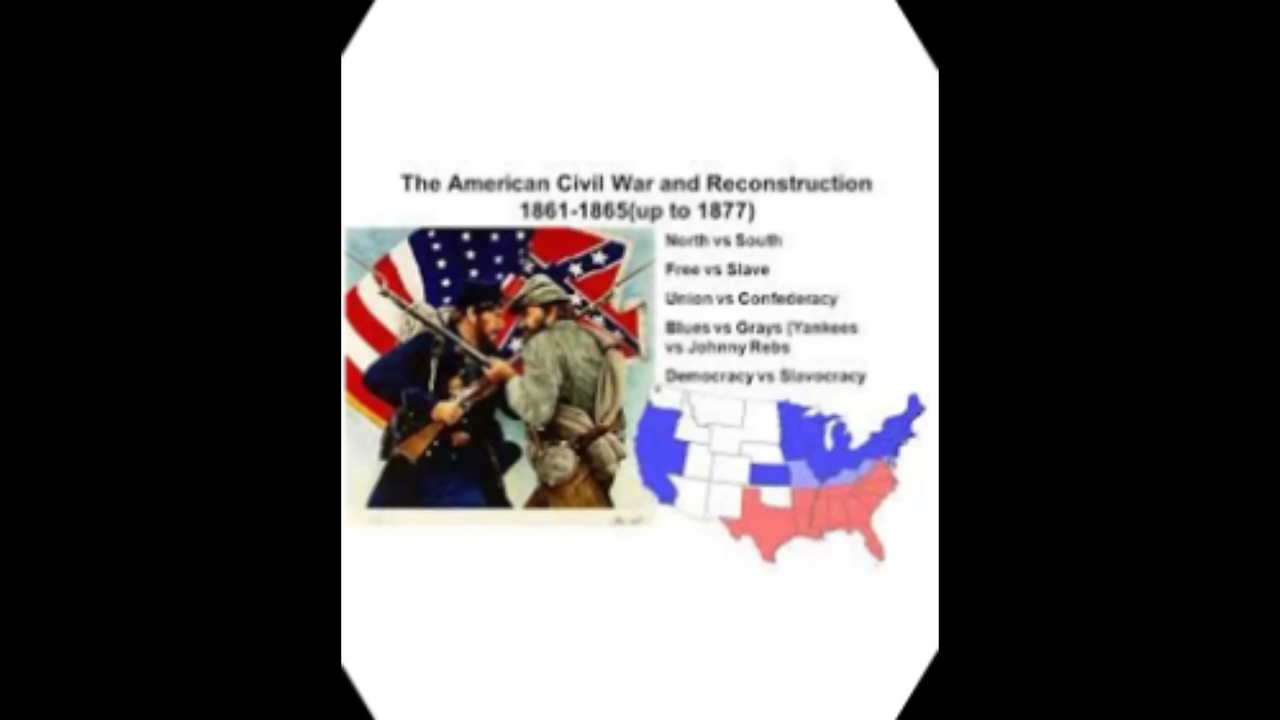 The American Civil War and Reconstruction
1861-1865(up to 1877)
North vs South
Free vs Slave
Union vs Confederacy
Blues vs Grays (Yankees
vs Johnny Rebs
Democracy vs Slavocracy